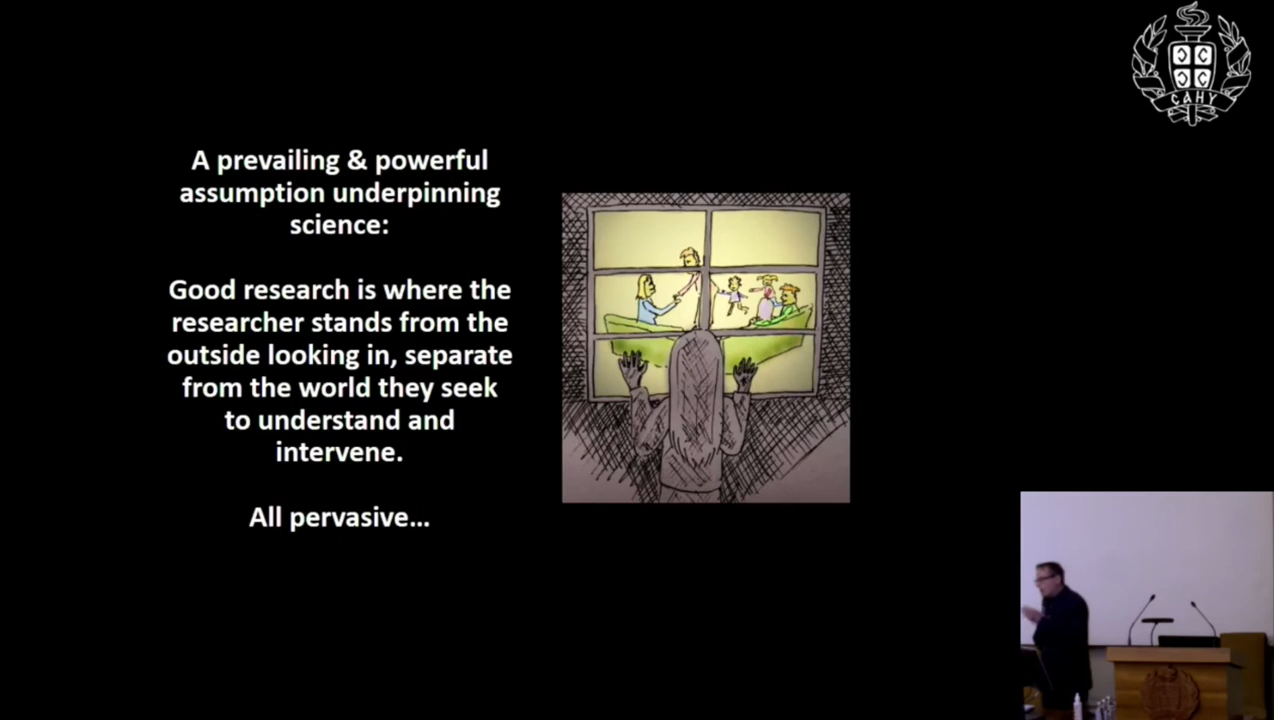 A prevailing & powerful
assumption underpinning
science:
Good research is where the
researcher stands from the
outside looking in, separate
from the world they seek
to understand and
intervene.
All pervasive...
САНУ